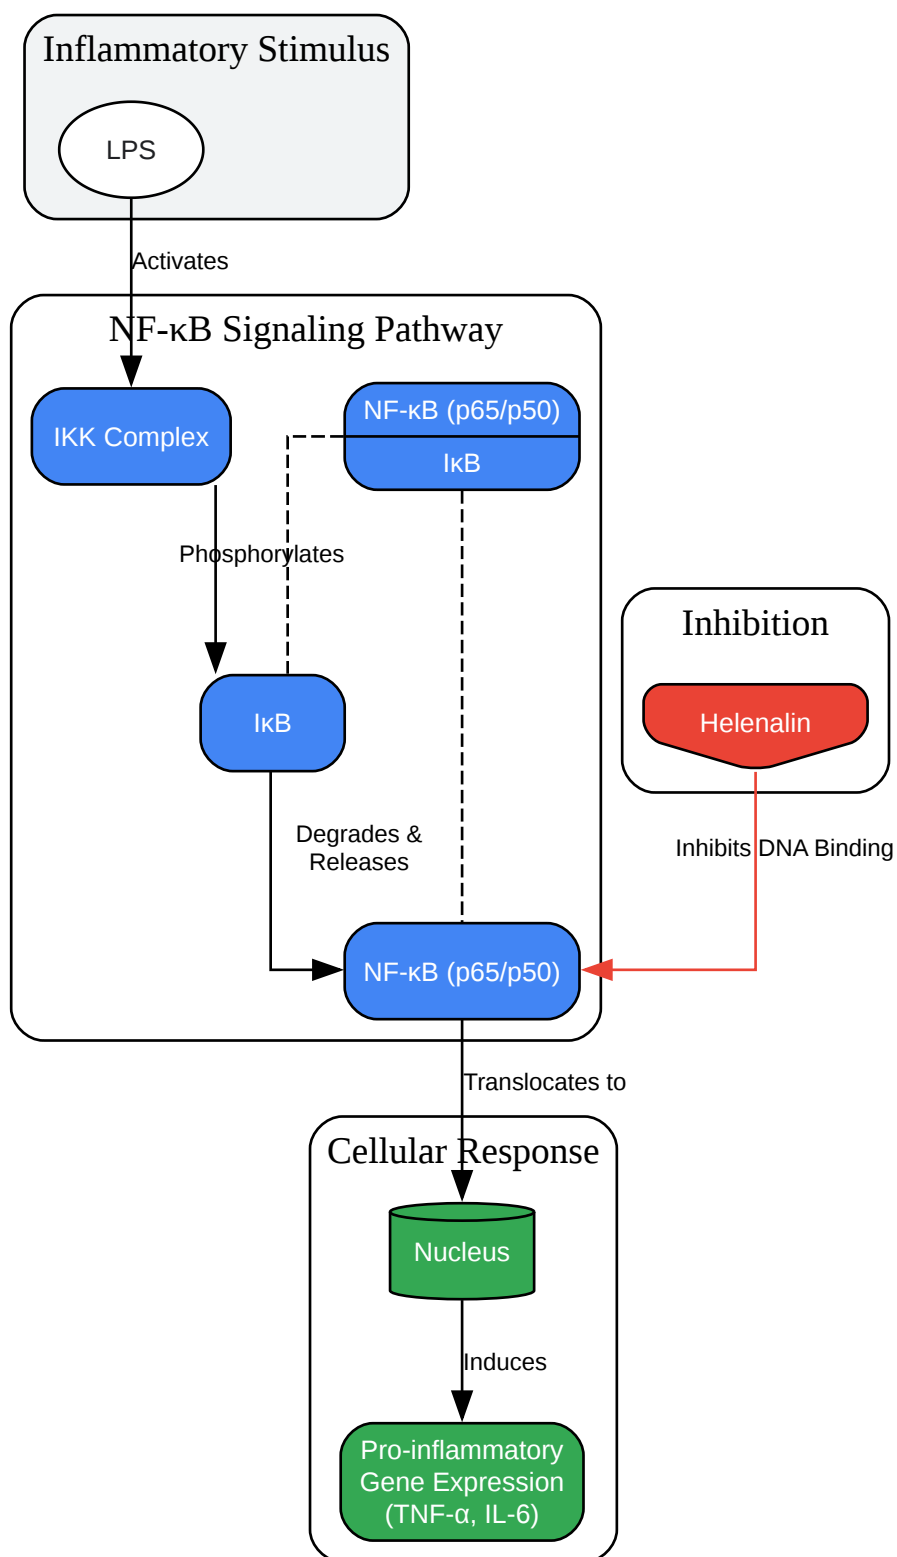 Inflammatory Stimulus
LPS
Activates
NF-κB Signaling Pathway
IKK Complex
NF-κB (p65/p50)
IκB
Phosphorylates
Inhibition
Helenalin
IκB
Degrades &
Releases
Inhibits DNA Binding
NF-κB (p65/p50)
Translocates to
Cellular Response
Nucleus
Induces
Pro-inflammatory
Gene Expression
(TNF-α, IL-6)